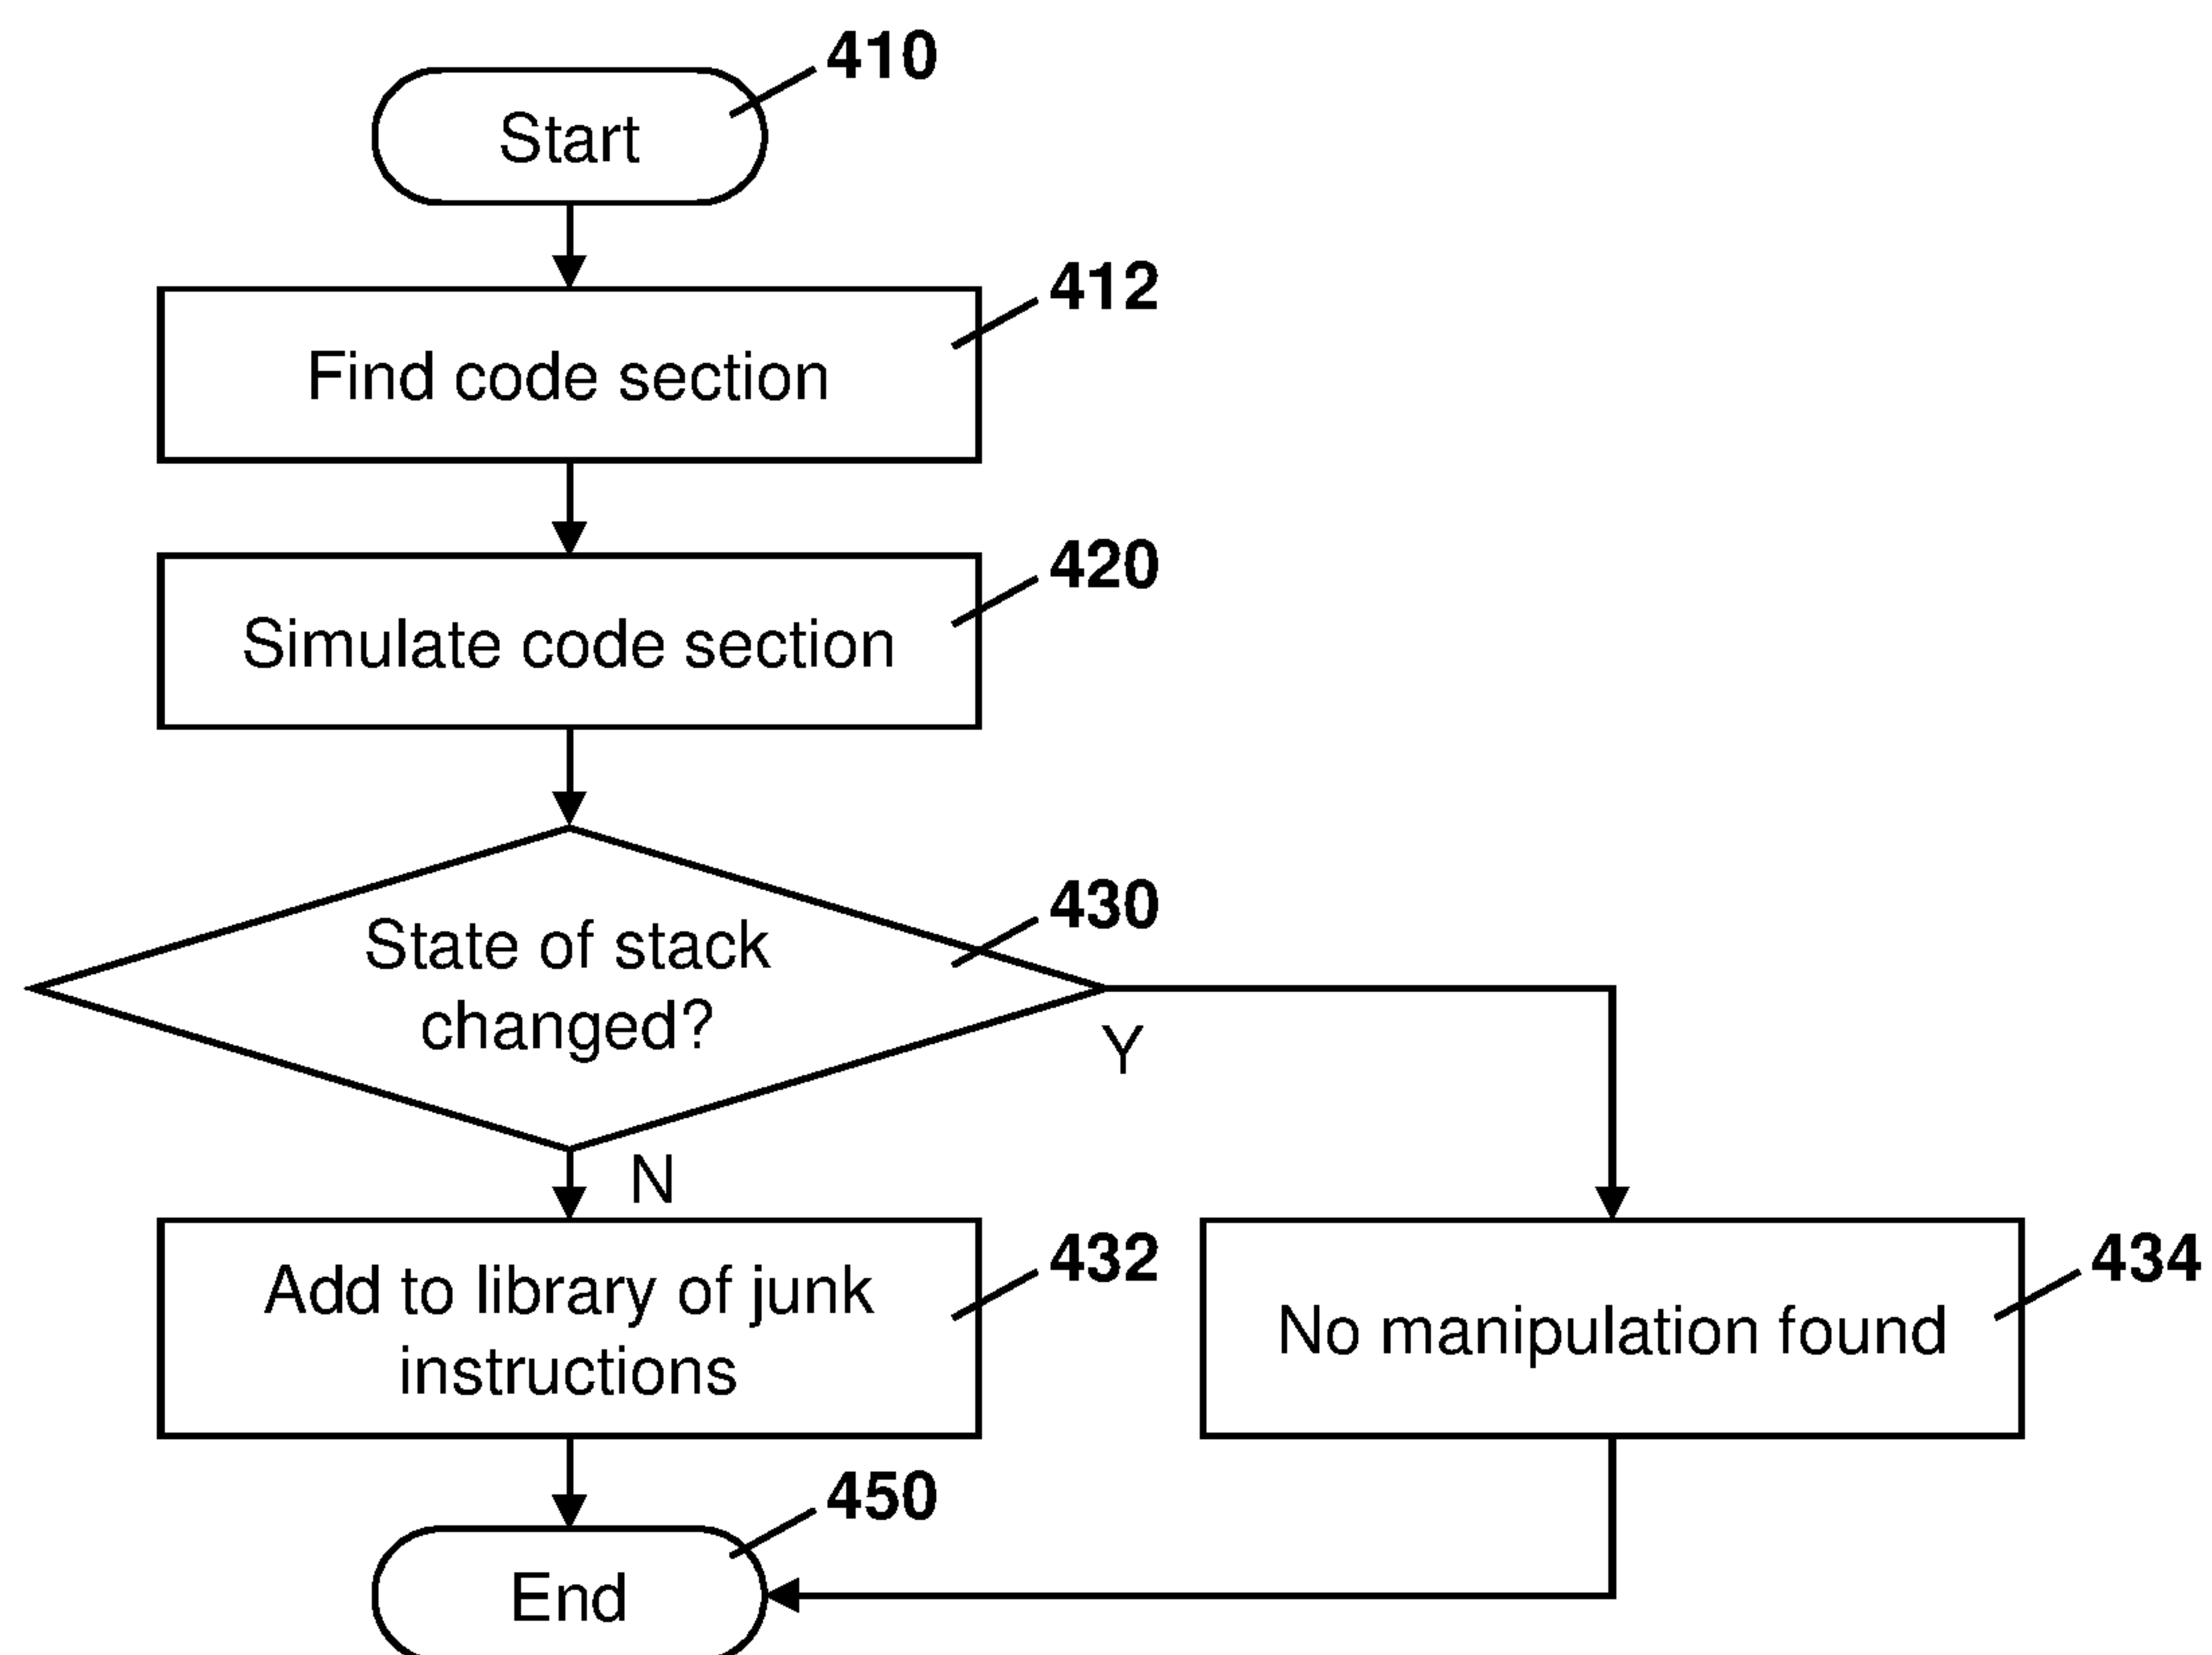 410
Start
412
Find code section
420
Simulate code section
430
State of stack
changed?
Y
N
432
Add to library of junk
instructions
434
No manipulation found
450
End